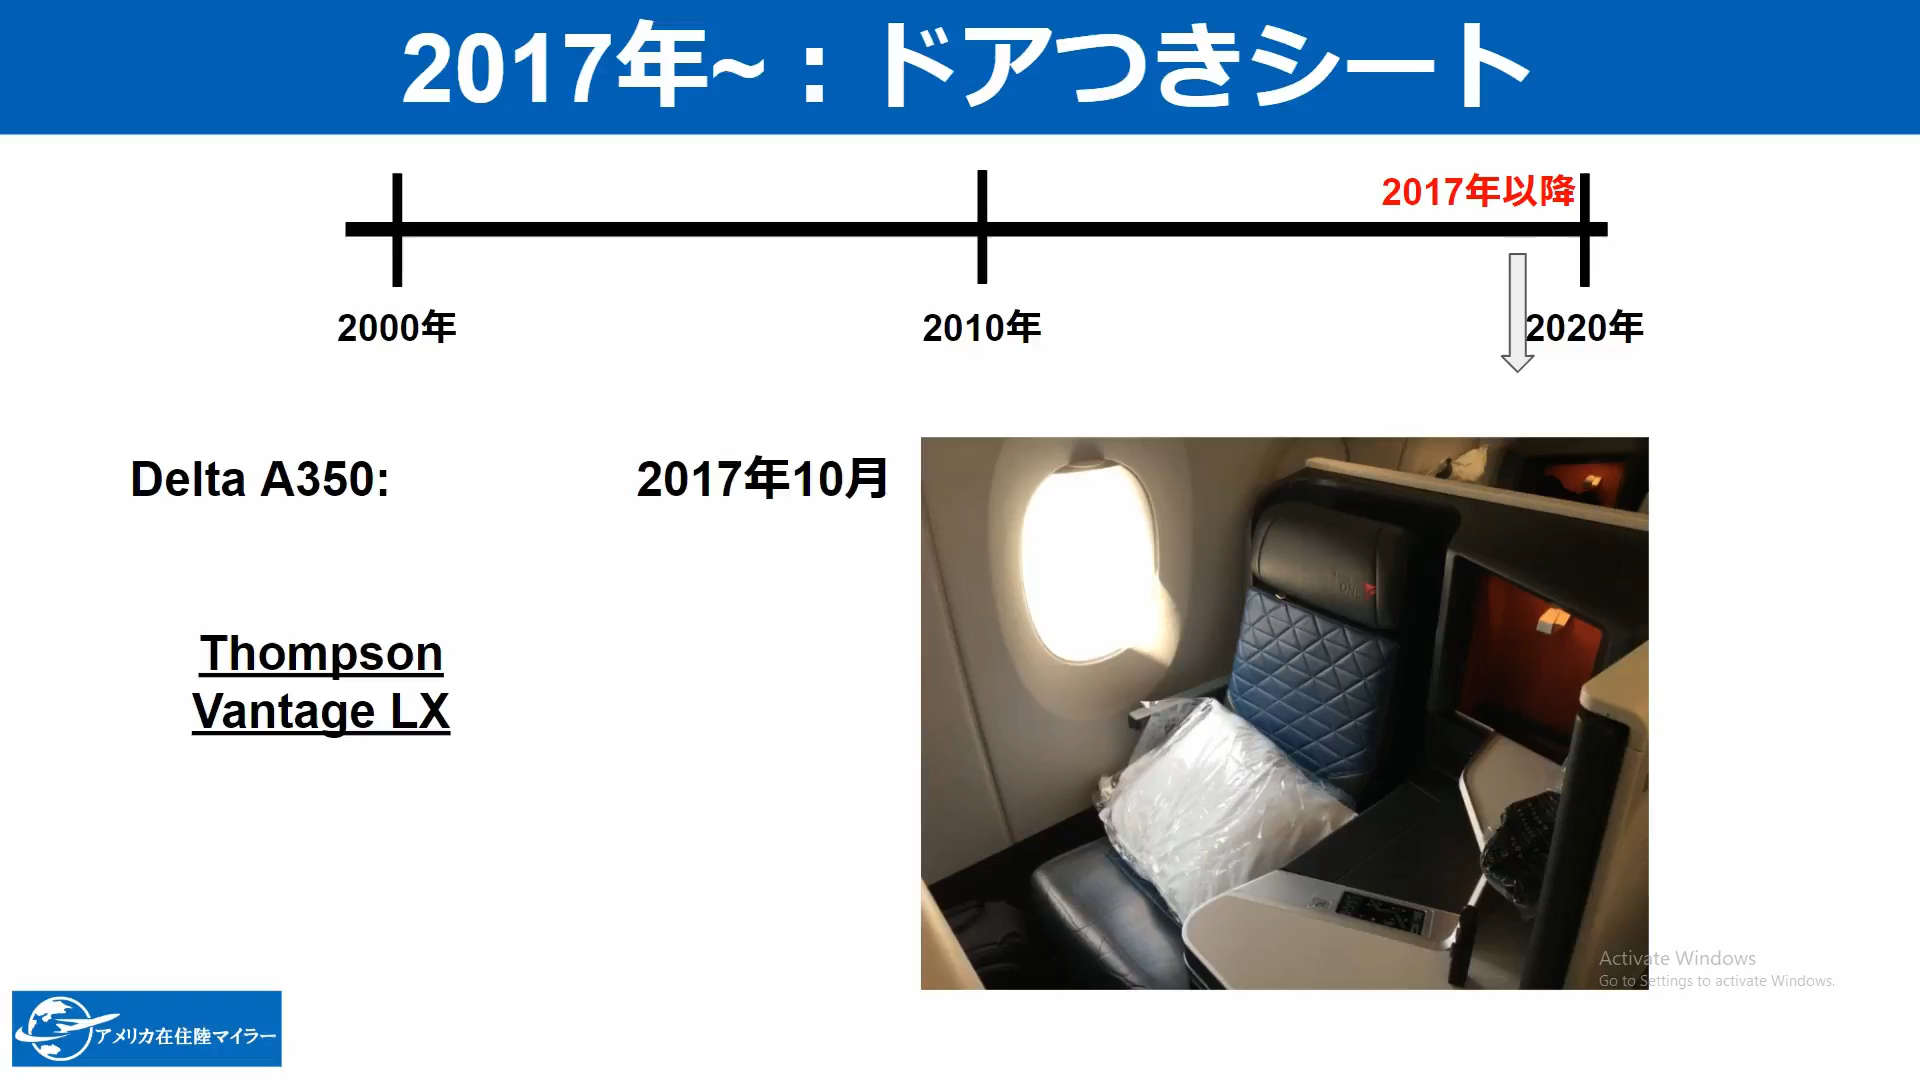 2017年~：ドアつきシート
2017年以降
2000年
2010年
2020年
Delta A350:
2017年10月
Thompson
Vantage LX
ONE
Activate Windows
Go to Settings to activate Windows.
アメリカ在住陸マイラー